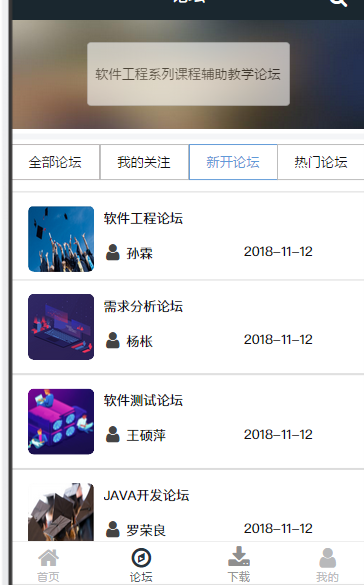 论坛
软件工程系列课程辅助教学论坛
全部论坛 我的关注 新开论坛 热门论坛
软件工程论坛
孙霖 2018-11-12
需求分析论坛
杨枨 2018-11-12
软件测试论坛
王硕萍 2018-11-12
JAVA开发论坛
罗荣良 2018-11-12
首页 论坛 下载 我的